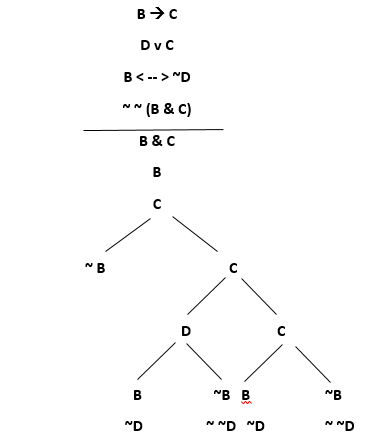 B → C
D v C
B < -- > ~D
~ ~ (B & C)
B & C
B
C
~ B C
D C
B ~B B ~B
~D ~ ~D ~D ~ ~D